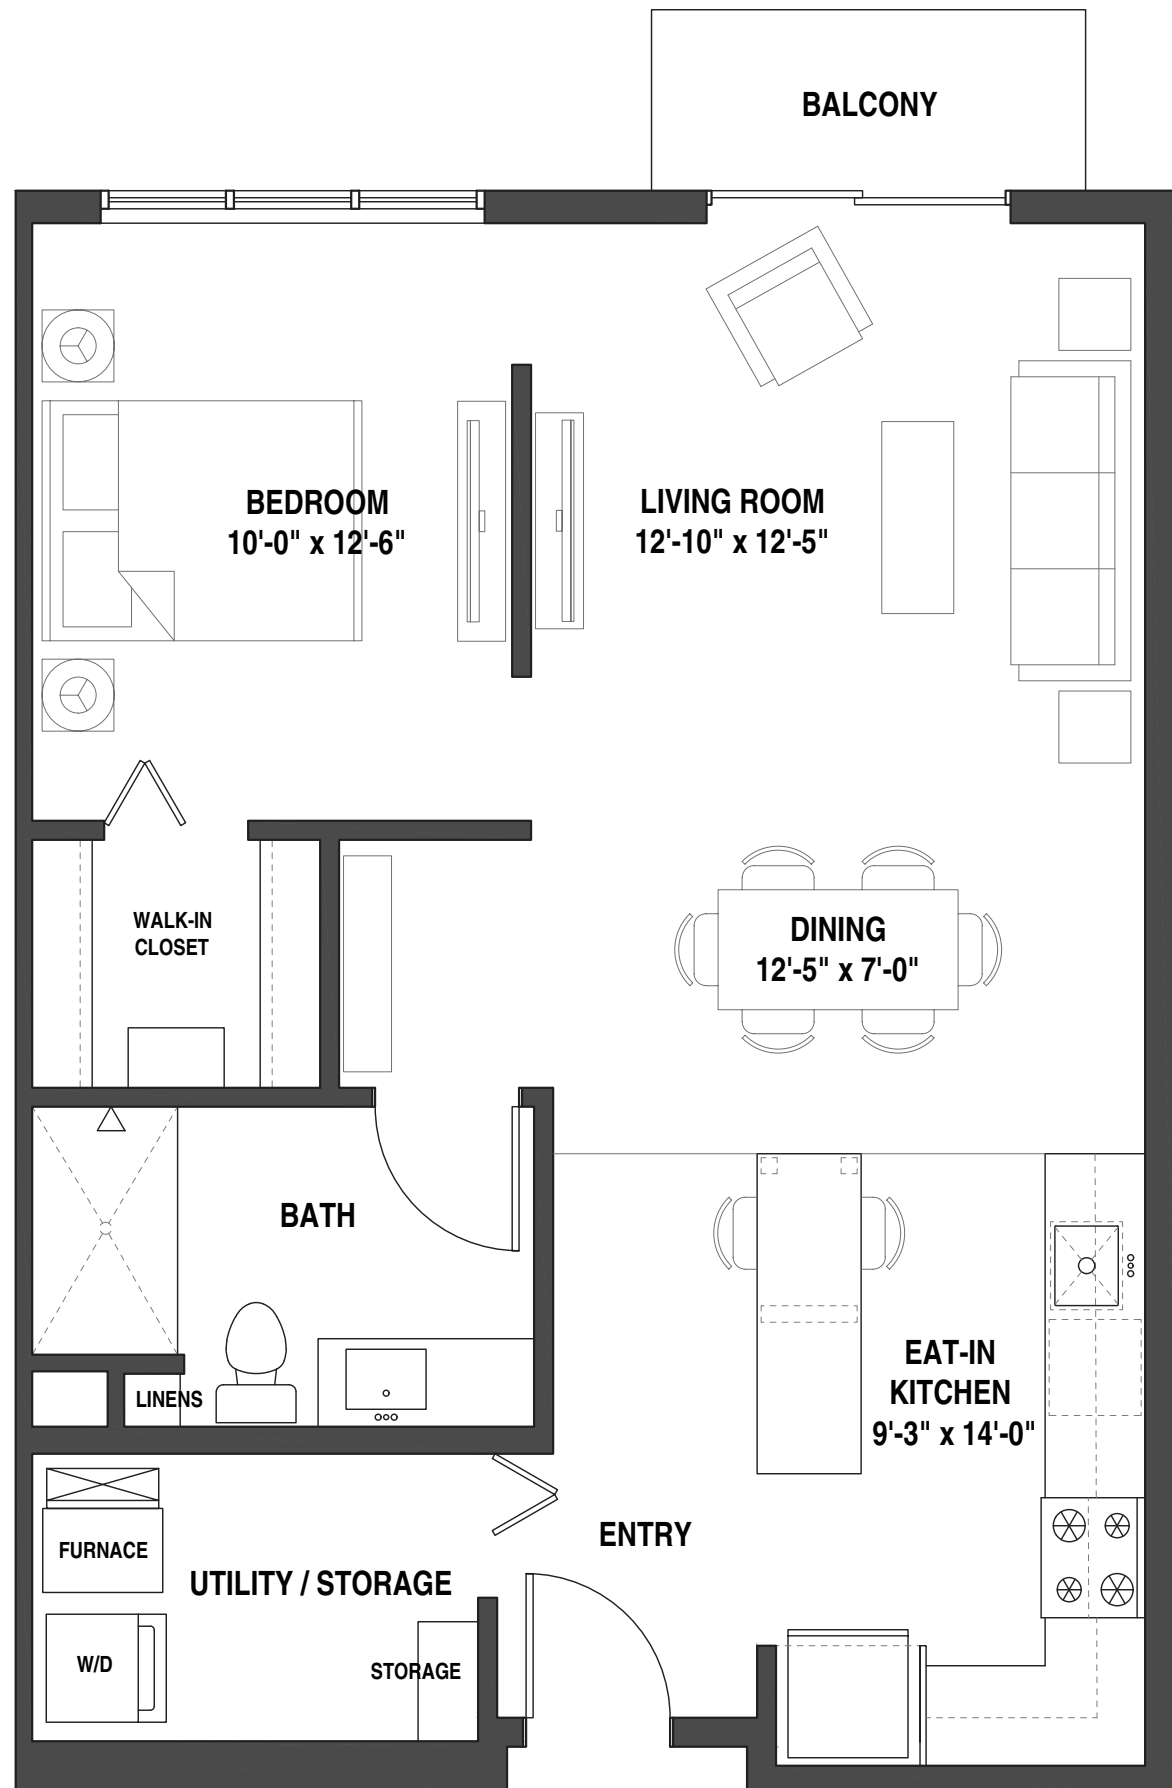 BALCONY
BEDROOM
10'-0" x 12'-6"
LIVING ROOM
12'-10" x 12'-5"
WALK-IN
CLOSET
DINING
12'-5" x 7'-0"
BATH
LINENS
EAT-IN
KITCHEN
9'-3" x 14'-0"
ENTRY
FURNACE
UTILITY / STORAGE
W/D
STORAGE